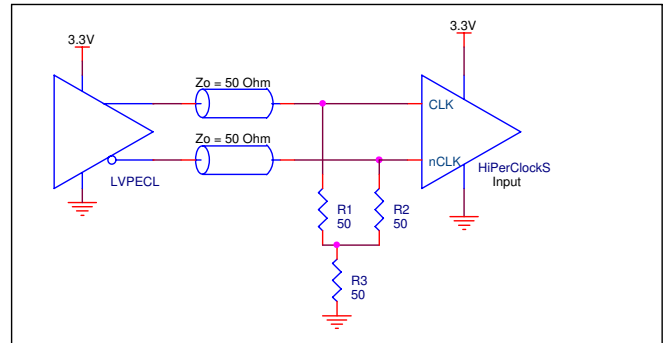 3.3V
3.3V
Zo = 50 Ohm
CLK
Zo = 50 Ohm
nCLK
LVPECL
HiPerClockS
Input
R1
50
R2
50
R3
50